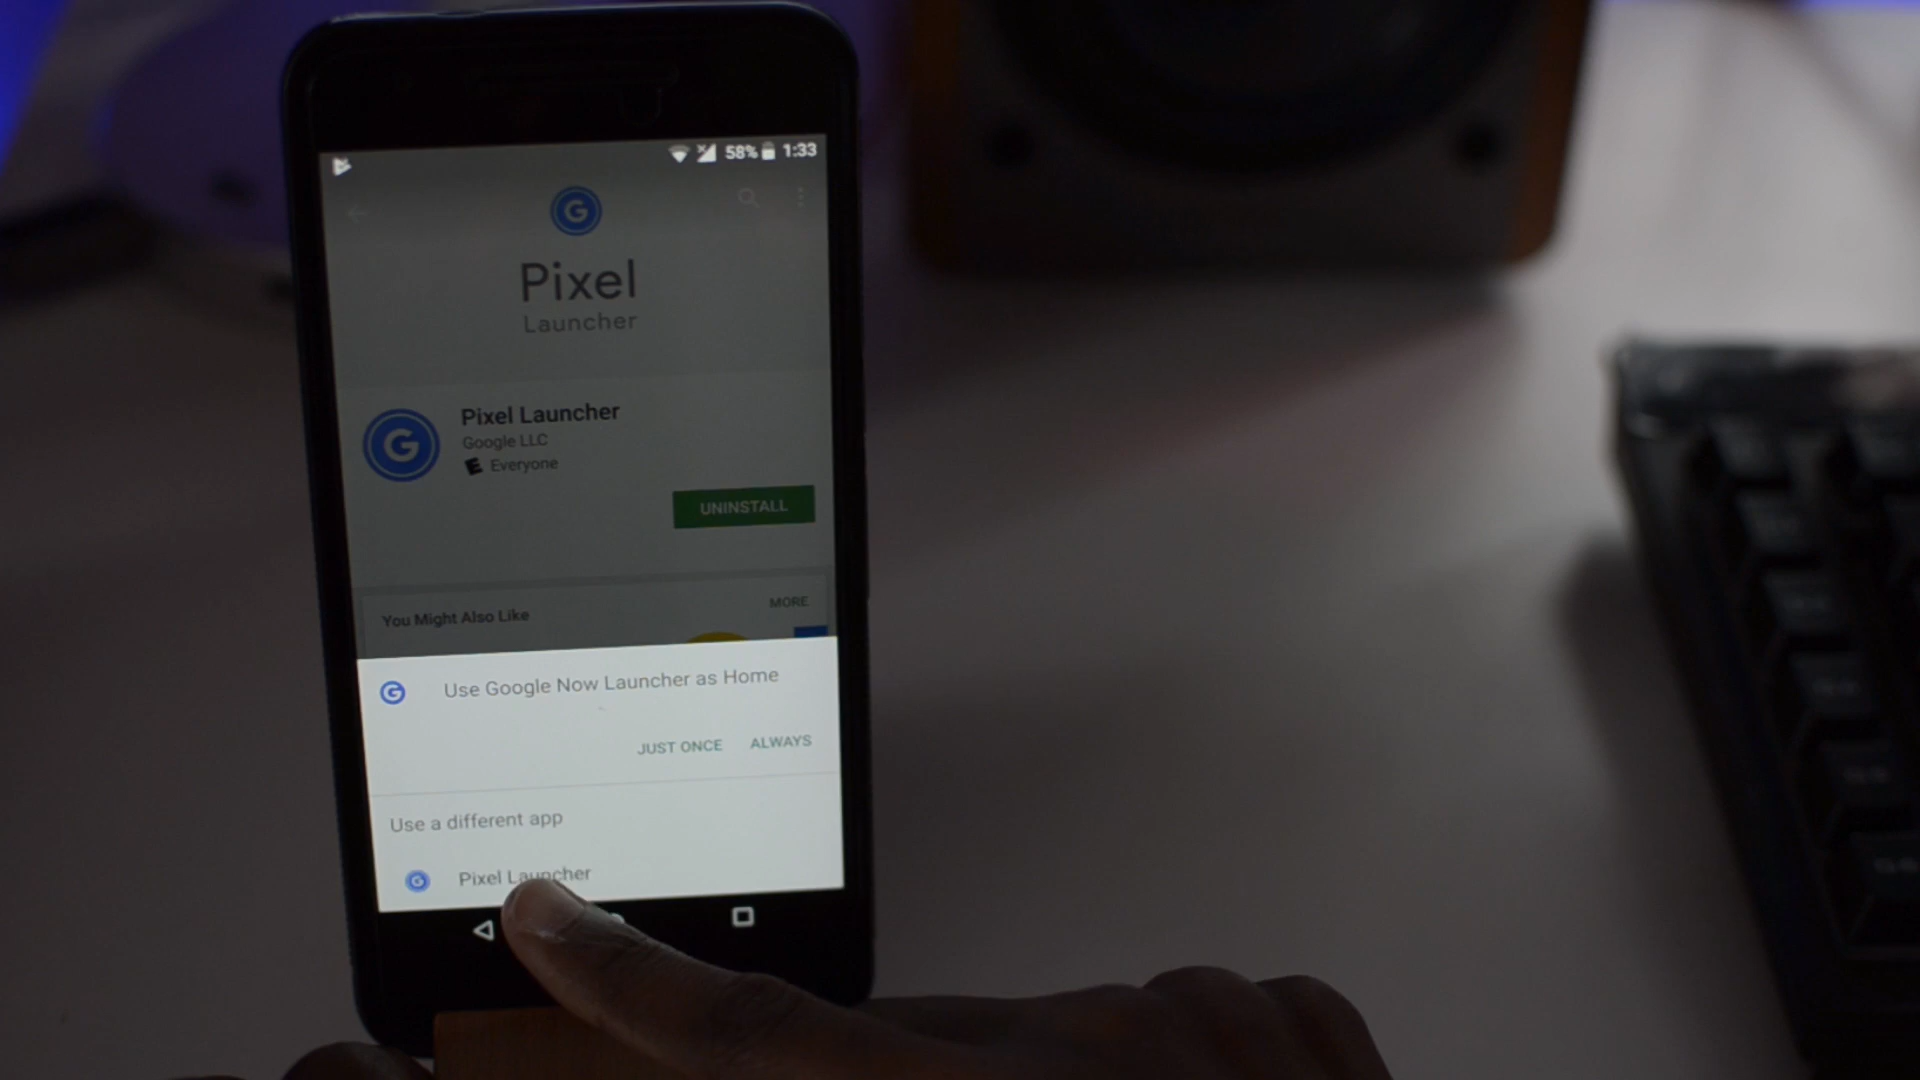 58% 1:33
G
Pixel
Launcher
G
Pixel Launcher
Google LLC
E Everyone
UNINSTALL
You Might Also Like
MORE
G
Use Google Now Launcher as Home
JUST ONCE
ALWAYS
Use a different app
G
Pixel Launcher